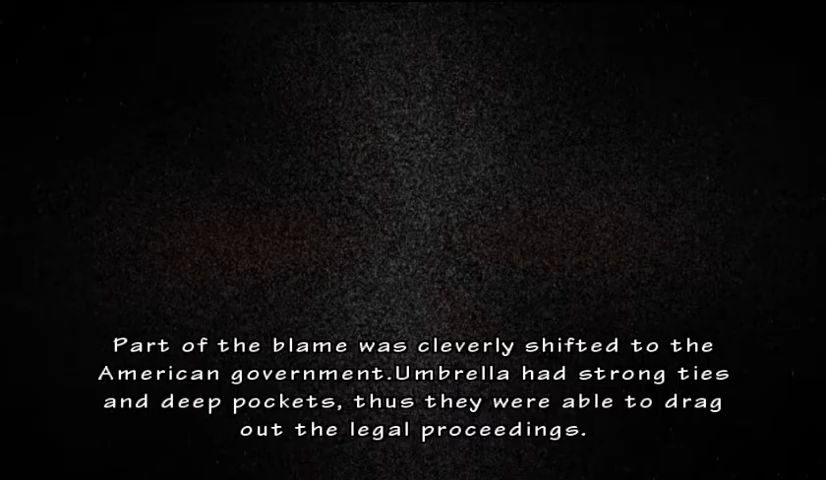 Part of the blame was cleverly shifted to the
American government.Umbrella had strong ties
and deep pockets, thus they were able to drag
out the legal proceedings.